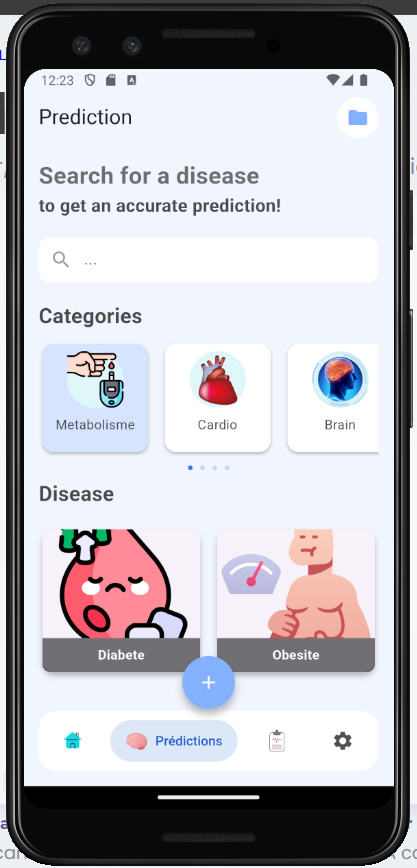 12:23
Prediction
Search for a disease
to get an accurate prediction!
...
Categories
Metabolisme
Cardio
Brain
Disease
Diabete
Obesite
+
Prédictions